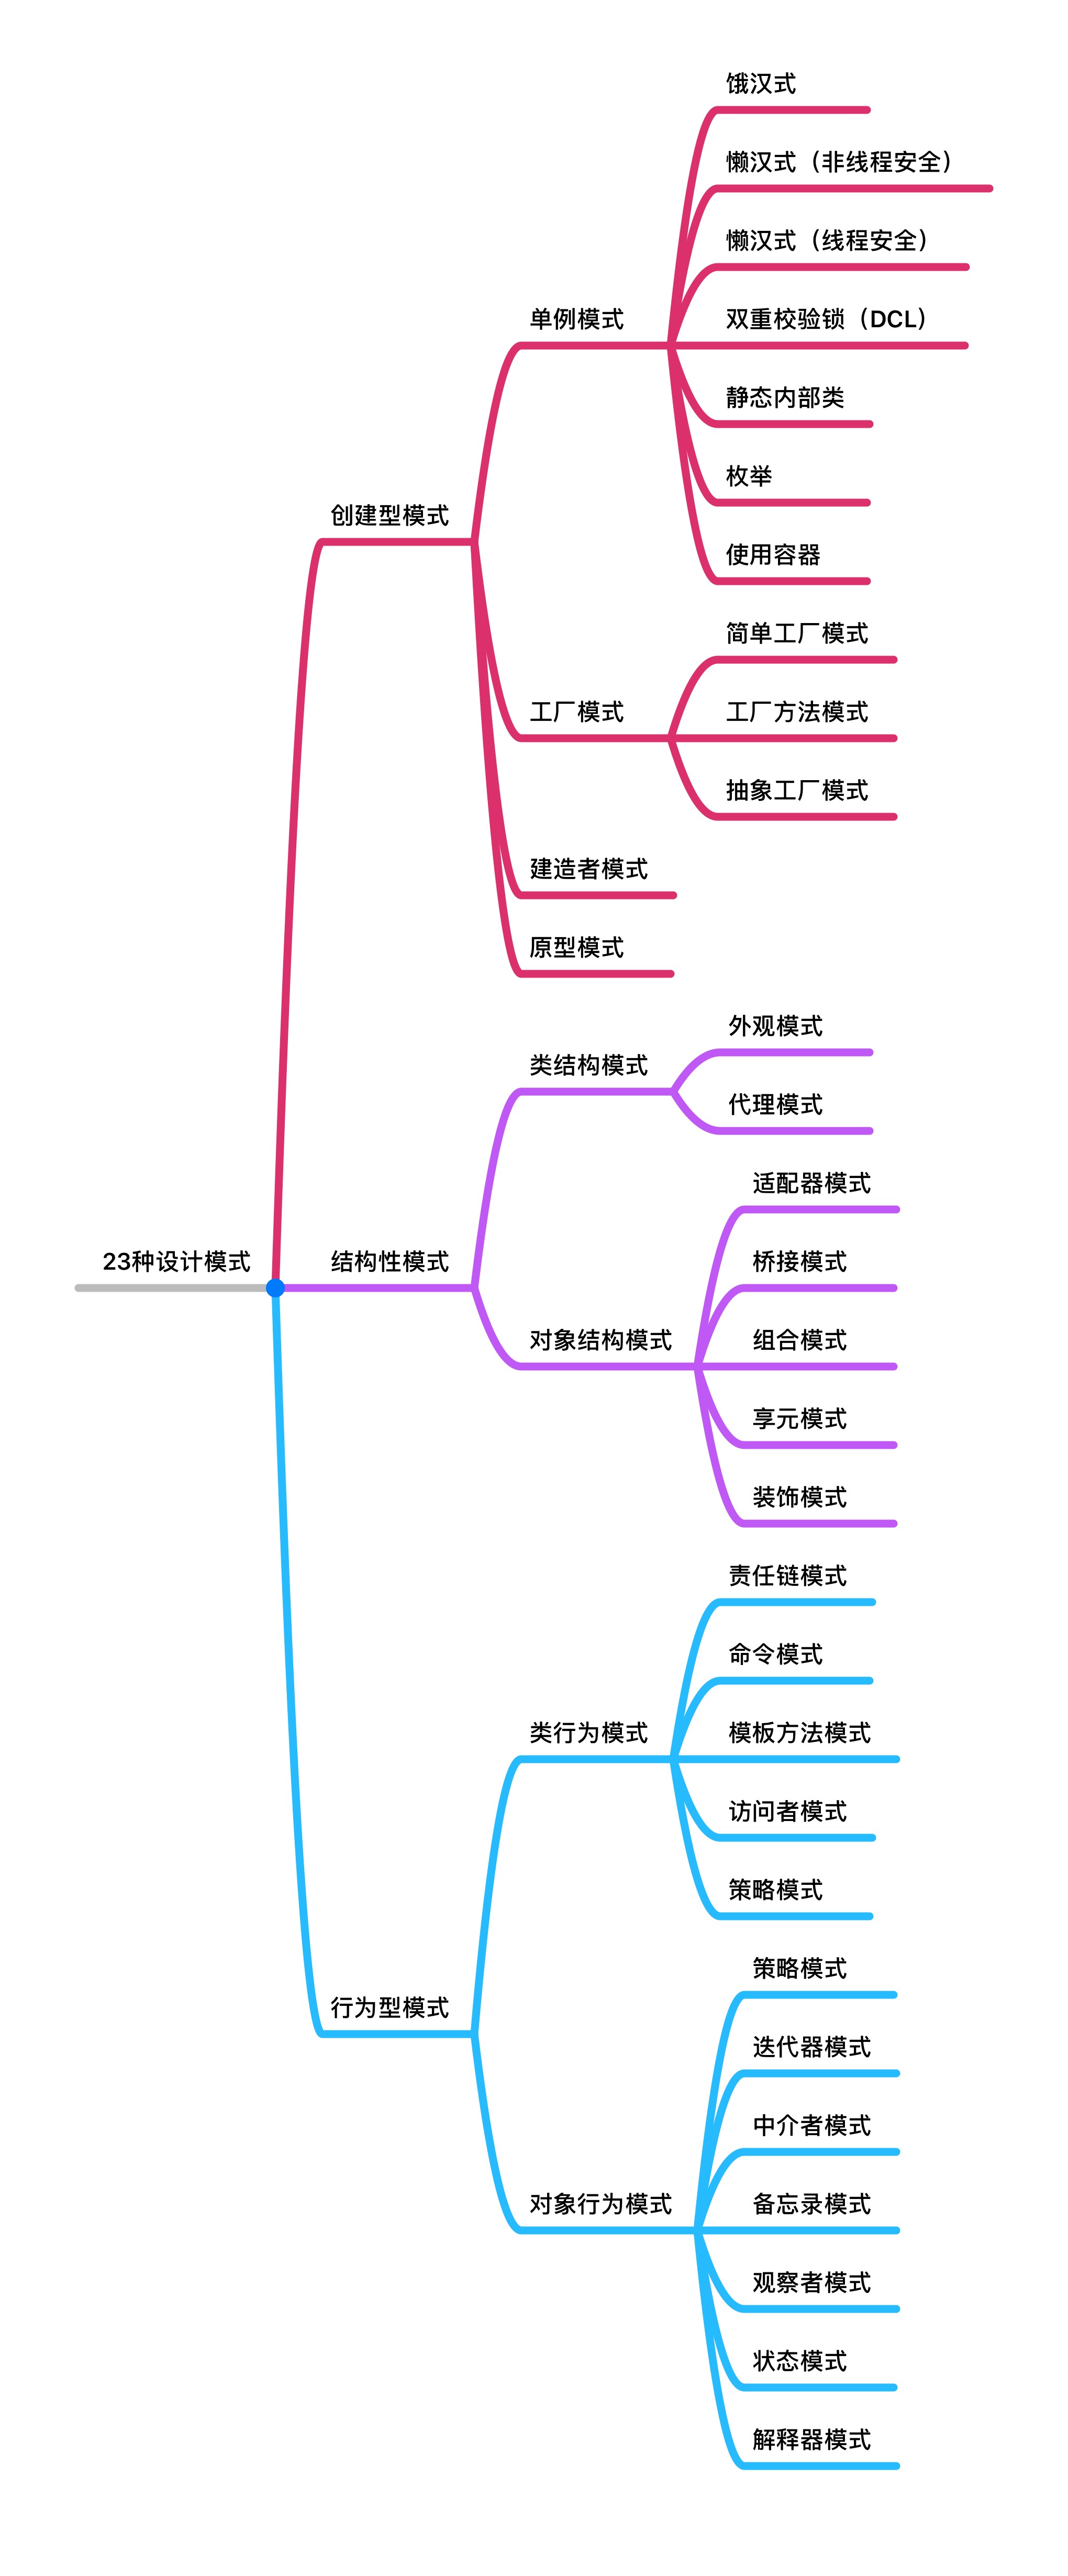 饿汉式
懒汉式（非线程安全）
懒汉式（线程安全）
单例模式
双重校验锁（DCL）
静态内部类
枚举
创建型模式
使用容器
简单工厂模式
工厂模式
工厂方法模式
抽象工厂模式
建造者模式
原型模式
外观模式
类结构模式
代理模式
适配器模式
23种设计模式
结构性模式
桥接模式
对象结构模式
组合模式
享元模式
装饰模式
责任链模式
命令模式
类行为模式
模板方法模式
访问者模式
策略模式
策略模式
行为型模式
迭代器模式
中介者模式
对象行为模式
备忘录模式
观察者模式
状态模式
解释器模式